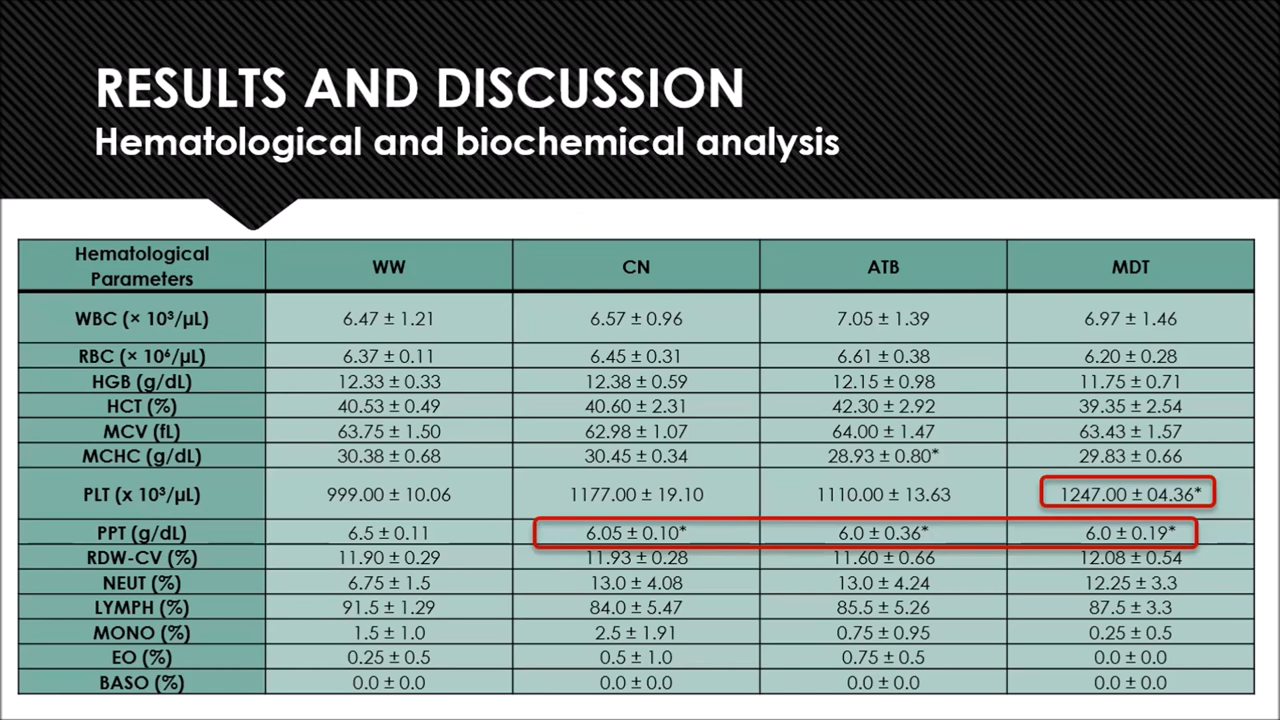 RESULTS AND DISCUSSION
Hematological and biochemical analysis
Hematological Parameters WW CN ATB MDT
WBC (× 10³/µL) 6.47 ± 1.21 6.57 ± 0.96 7.05 ± 1.39 6.97 ± 1.46
RBC (× 10⁶/µL) 6.37 ± 0.11 6.45 ± 0.31 6.61 ± 0.38 6.20 ± 0.28
HGB (g/dL) 12.33 ± 0.33 12.38 ± 0.59 12.15 ± 0.98 11.75 ± 0.71
HCT (%) 40.53 ± 0.49 40.60 ± 2.31 42.30 ± 2.92 39.35 ± 2.54
MCV (fL) 63.75 ± 1.50 62.98 ± 1.07 64.00 ± 1.47 63.43 ± 1.57
MCHC (g/dL) 30.38 ± 0.68 30.45 ± 0.34 28.93 ± 0.80* 29.83 ± 0.66
PLT (x 10³/µL) 999.00 ± 10.06 1177.00 ± 19.10 1110.00 ± 13.63 1247.00 ± 04.36*
PPT (g/dL) 6.5 ± 0.11 6.05 ± 0.10* 6.0 ± 0.36* 6.0 ± 0.19*
RDW-CV (%) 11.90 ± 0.29 11.93 ± 0.28 11.60 ± 0.66 12.08 ± 0.54
NEUT (%) 6.75 ± 1.5 13.0 ± 4.08 13.0 ± 4.24 12.25 ± 3.3
LYMPH (%) 91.5 ± 1.29 84.0 ± 5.47 85.5 ± 5.26 87.5 ± 3.3
MONO (%) 1.5 ± 1.0 2.5 ± 1.91 0.75 ± 0.95 0.25 ± 0.5
EO (%) 0.25 ± 0.5 0.5 ± 1.0 0.75 ± 0.5 0.0 ± 0.0
BASO (%) 0.0 ± 0.0 0.0 ± 0.0 0.0 ± 0.0 0.0 ± 0.0